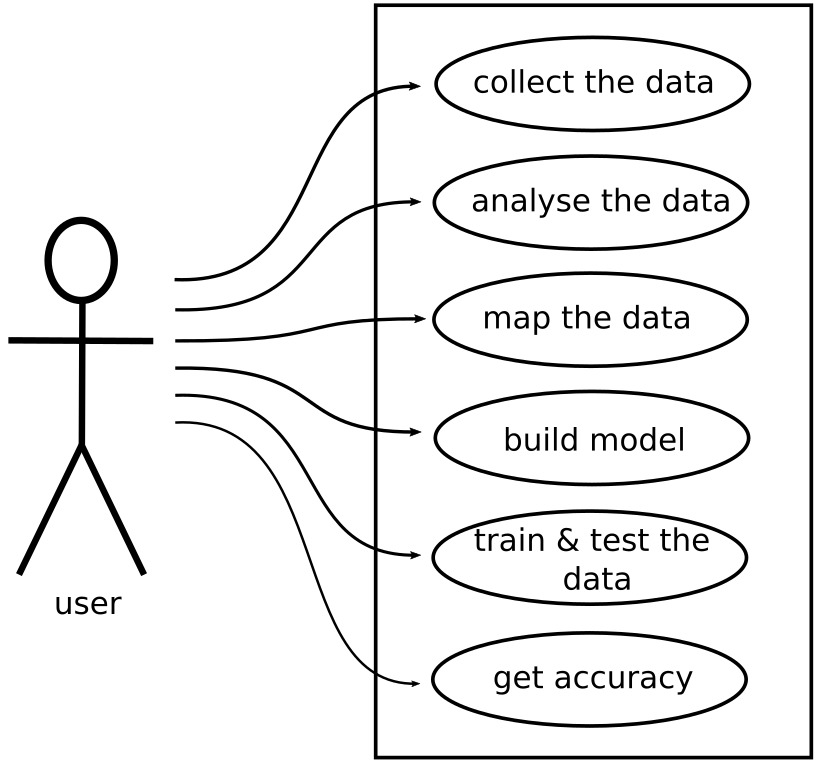 collect the data
analyse the data
map the data
build model
train & test the
data
get accuracy
user